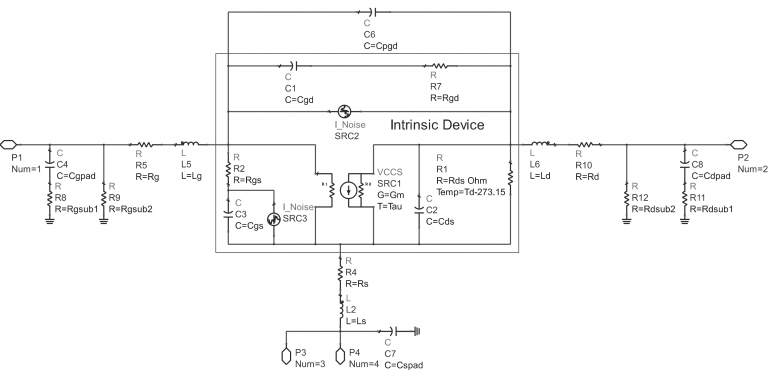 C
C6
C=Cpgd
C
C1
C=Cgd
R
R7
R=Rgd
I_Noise
SRC2
Intrinsic Device
P1
Num=1
C
C4
C=Cgpad
R
R8
R=Rgsub1
R
R9
R=Rgsub2
R
R5
R=Rg
L
L5
L=Lg
R
R2
R=Rgs
C
C3
C=Cgs
I_Noise
SRC3
R1
R2
VCCS
SRC1
G=Gm
T=Tau
R
R1
R=Rds Ohm
Temp=Td-273.15
C
C2
C=Cds
L
L6
L=Ld
R
R10
R=Rd
R
R12
R=Rdsub2
C
C8
C=Cdpad
R
R11
R=Rdsub1
P2
Num=2
R
R4
R=Rs
L
L2
L=Ls
P3
Num=3
P4
Num=4
C
C7
C=Cspad